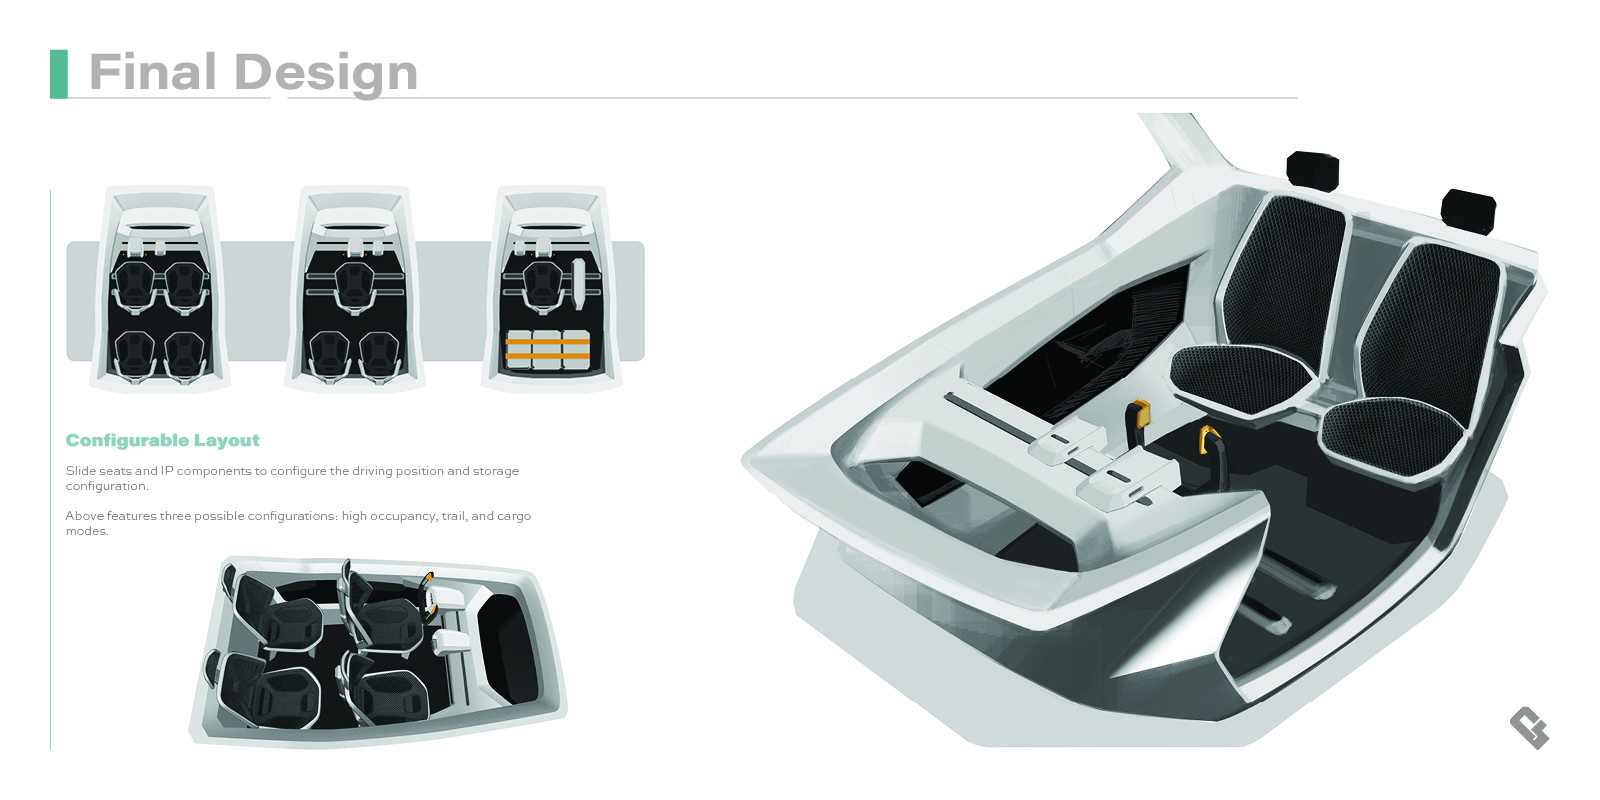 Final Design
Configurable Layout
Slide seats and IP components to configure the driving position and storage
configuration.
Above features three possible configurations: high occupancy, trail, and cargo
modes.